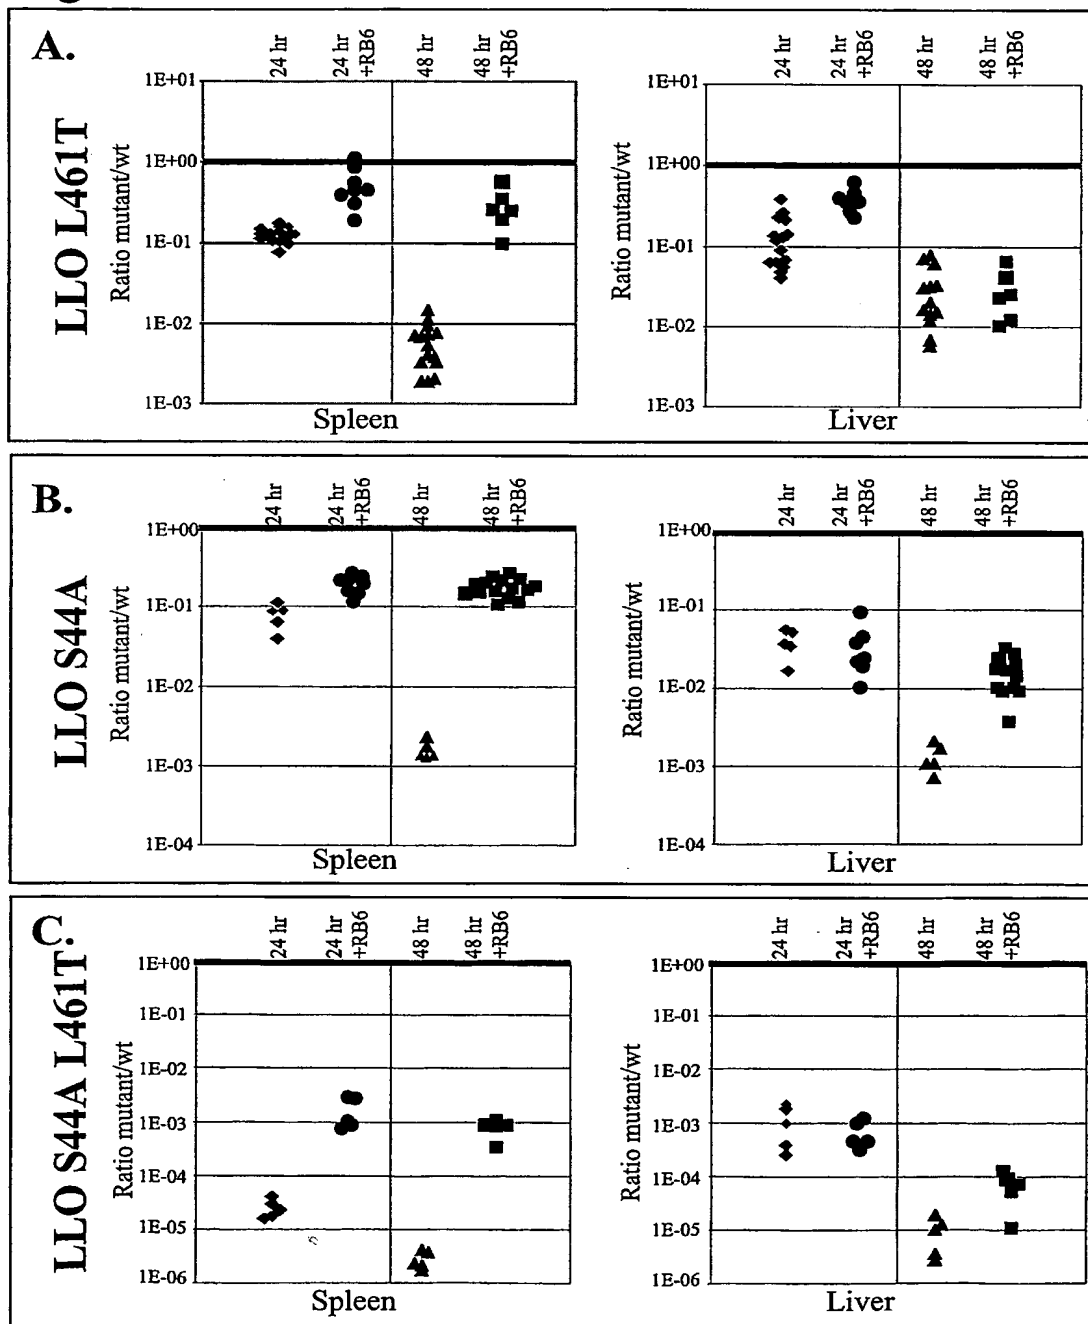 A.
LLO L461T
24 hr
24 hr
+RB6
48 hr
48 hr
+RB6
Ratio mutant/wt
1E+01
1E+00
1E-01
1E-02
1E-03
Spleen
24 hr
24 hr
+RB6
48 hr
48 hr
+RB6
Ratio mutant/wt
1E+01
1E+00
1E-01
1E-02
1E-03
Liver
B.
LLO S44A
24 hr
24 hr
+RB6
48 hr
48 hr
+RB6
Ratio mutant/wt
1E+00
1E-01
1E-02
1E-03
1E-04
Spleen
24 hr
24 hr
+RB6
48 hr
48 hr
+RB6
Ratio mutant/wt
1E+00
1E-01
1E-02
1E-03
1E-04
Liver
C.
LLO S44A L461T
24 hr
24 hr
+RB6
48 hr
48 hr
+RB6
Ratio mutant/wt
1E+00
1E-01
1E-02
1E-03
1E-04
1E-05
1E-06
Spleen
24 hr
24 hr
+RB6
48 hr
48 hr
+RB6
Ratio mutant/wt
1E+00
1E-01
1E-02
1E-03
1E-04
1E-05
1E-06
Liver